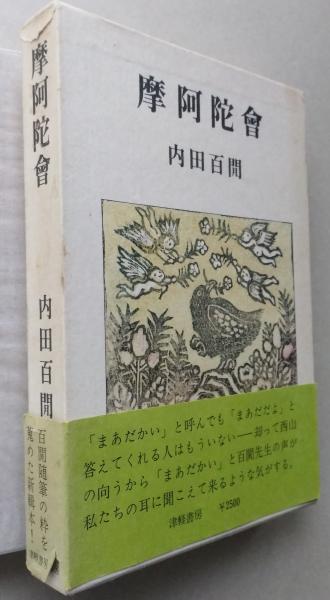 摩阿陀會
内田百閒
「まあだかい」と呼んでも「まあだだよ」と
答えてくれる人はもういない──却って西山
の向うから「まあだかい」と百閒先生の声が
私たちの耳に聞こえて来るような気がする。
津軽書房 ￥2500
摩阿陀會
内田百閒
百閒随筆の粋を
蒐めた新輯本！
津軽書房